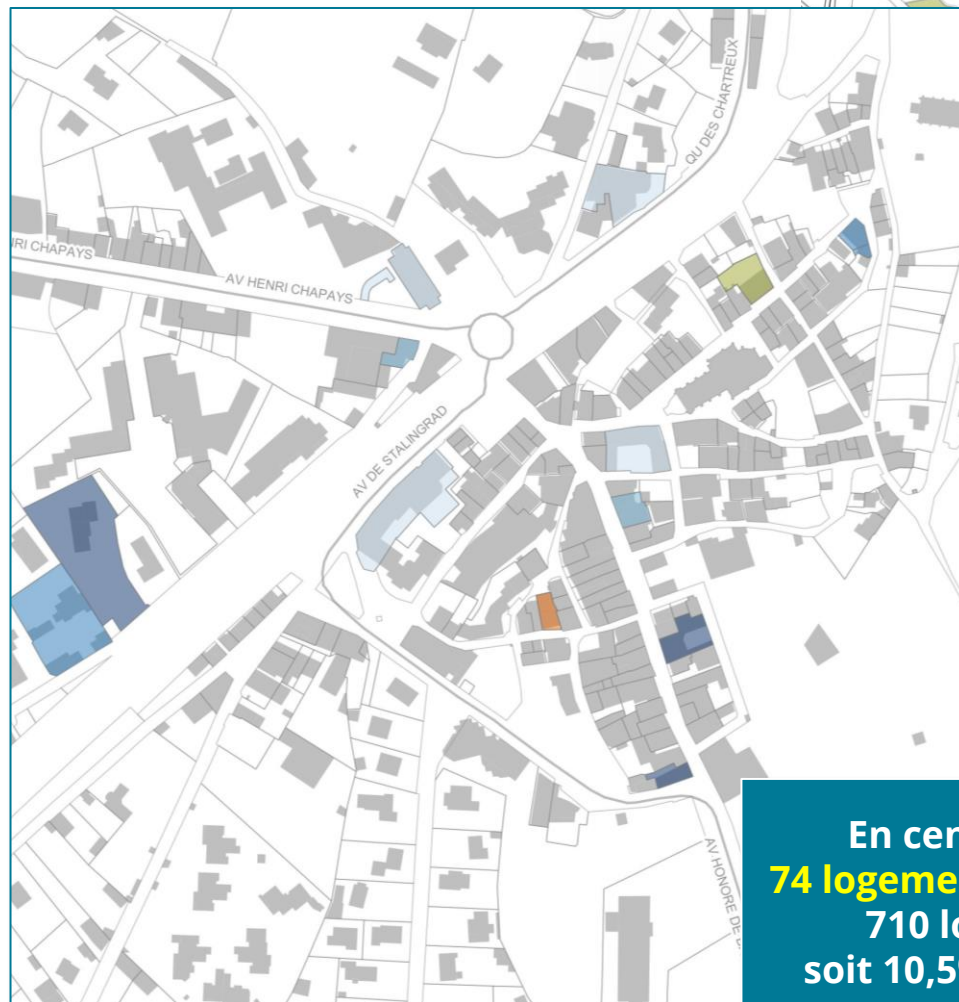 QU DES CHARTREUX
RI CHAPAYS
AV HENRI CHAPAYS
AV DE STALINGRAD
AV HONORE DE
En cen
74 logeme
710 lo
soit 10,59